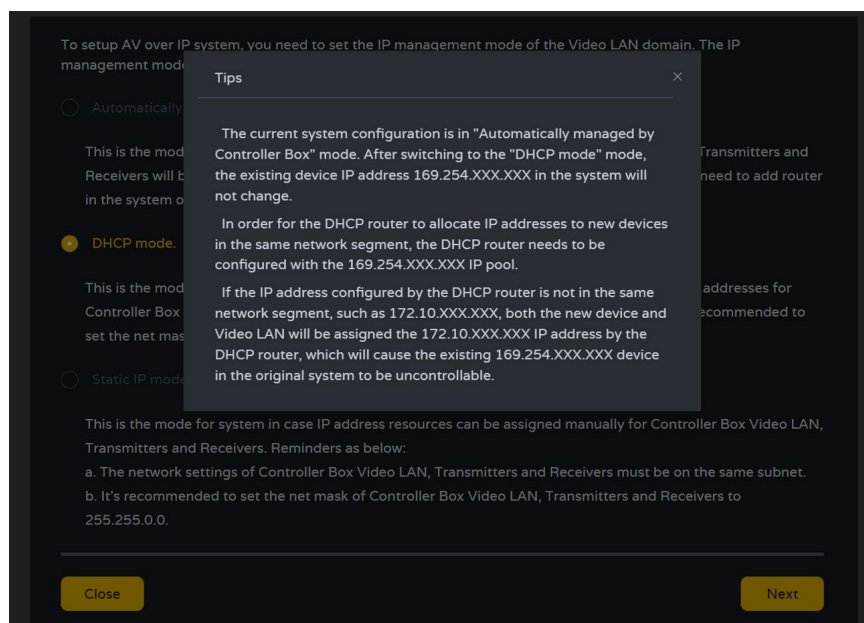 To setup AV over IP system, you need to set the IP management mode of the Video LAN domain. The IP
management mod
Tips
×
Automatically
The current system configuration is in "Automatically managed by
Controller Box" mode. After switching to the "DHCP mode" mode,
the existing device IP address 169.254.XXX.XXX in the system will
not change.
In order for the DHCP router to allocate IP addresses to new devices
in the same network segment, the DHCP router needs to be
configured with the 169.254.XXX.XXX IP pool.
If the IP address configured by the DHCP router is not in the same
network segment, such as 172.10.XXX.XXX, both the new device and
Video LAN will be assigned the 172.10.XXX.XXX IP address by the
DHCP router, which will cause the existing 169.254.XXX.XXX device
in the original system to be uncontrollable.
This is the mod Transmitters and
Receivers will b need to add router
in the system o
DHCP mode.
This is the mod addresses for
Controller Box ecommended to
set the net mas
Static IP mode
This is the mode for system in case IP address resources can be assigned manually for Controller Box Video LAN,
Transmitters and Receivers. Reminders as below:
a. The network settings of Controller Box Video LAN, Transmitters and Receivers must be on the same subnet.
b. It's recommended to set the net mask of Controller Box Video LAN, Transmitters and Receivers to
255.255.0.0.
Close
Next